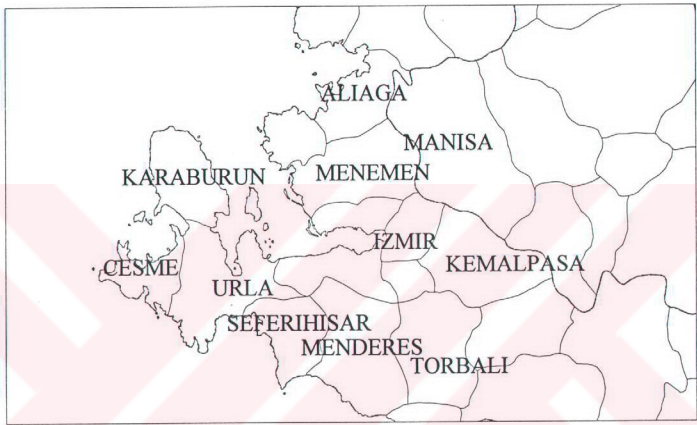 ALIAGA
MANISA
MENEMEN
KARABURUN
IZMIR
KEMALPASA
CESME
URLA
SEFERIHISAR
MENDERES
TORBALI